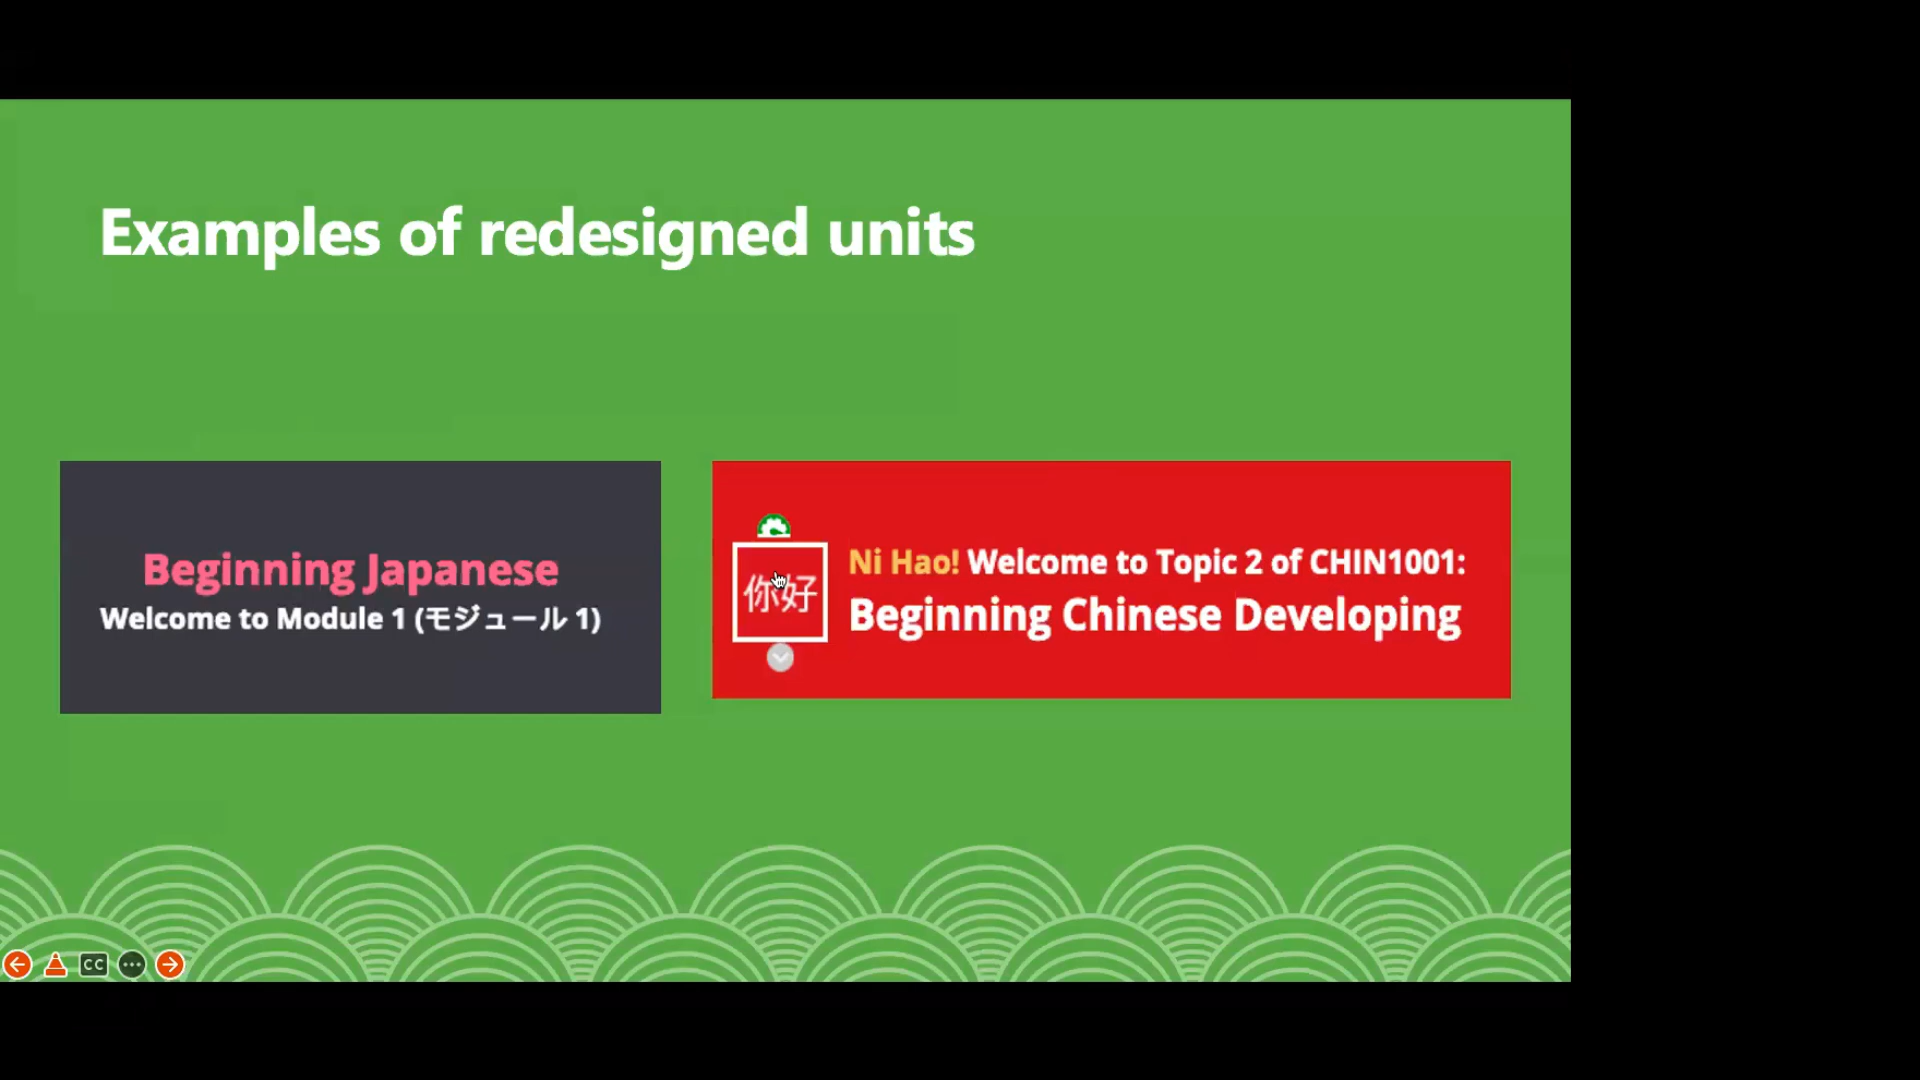 Examples of redesigned units
Beginning Japanese
Welcome to Module 1 (モジュール 1)
你好
Ni Hao! Welcome to Topic 2 of CHIN1001:
Beginning Chinese Developing
CC